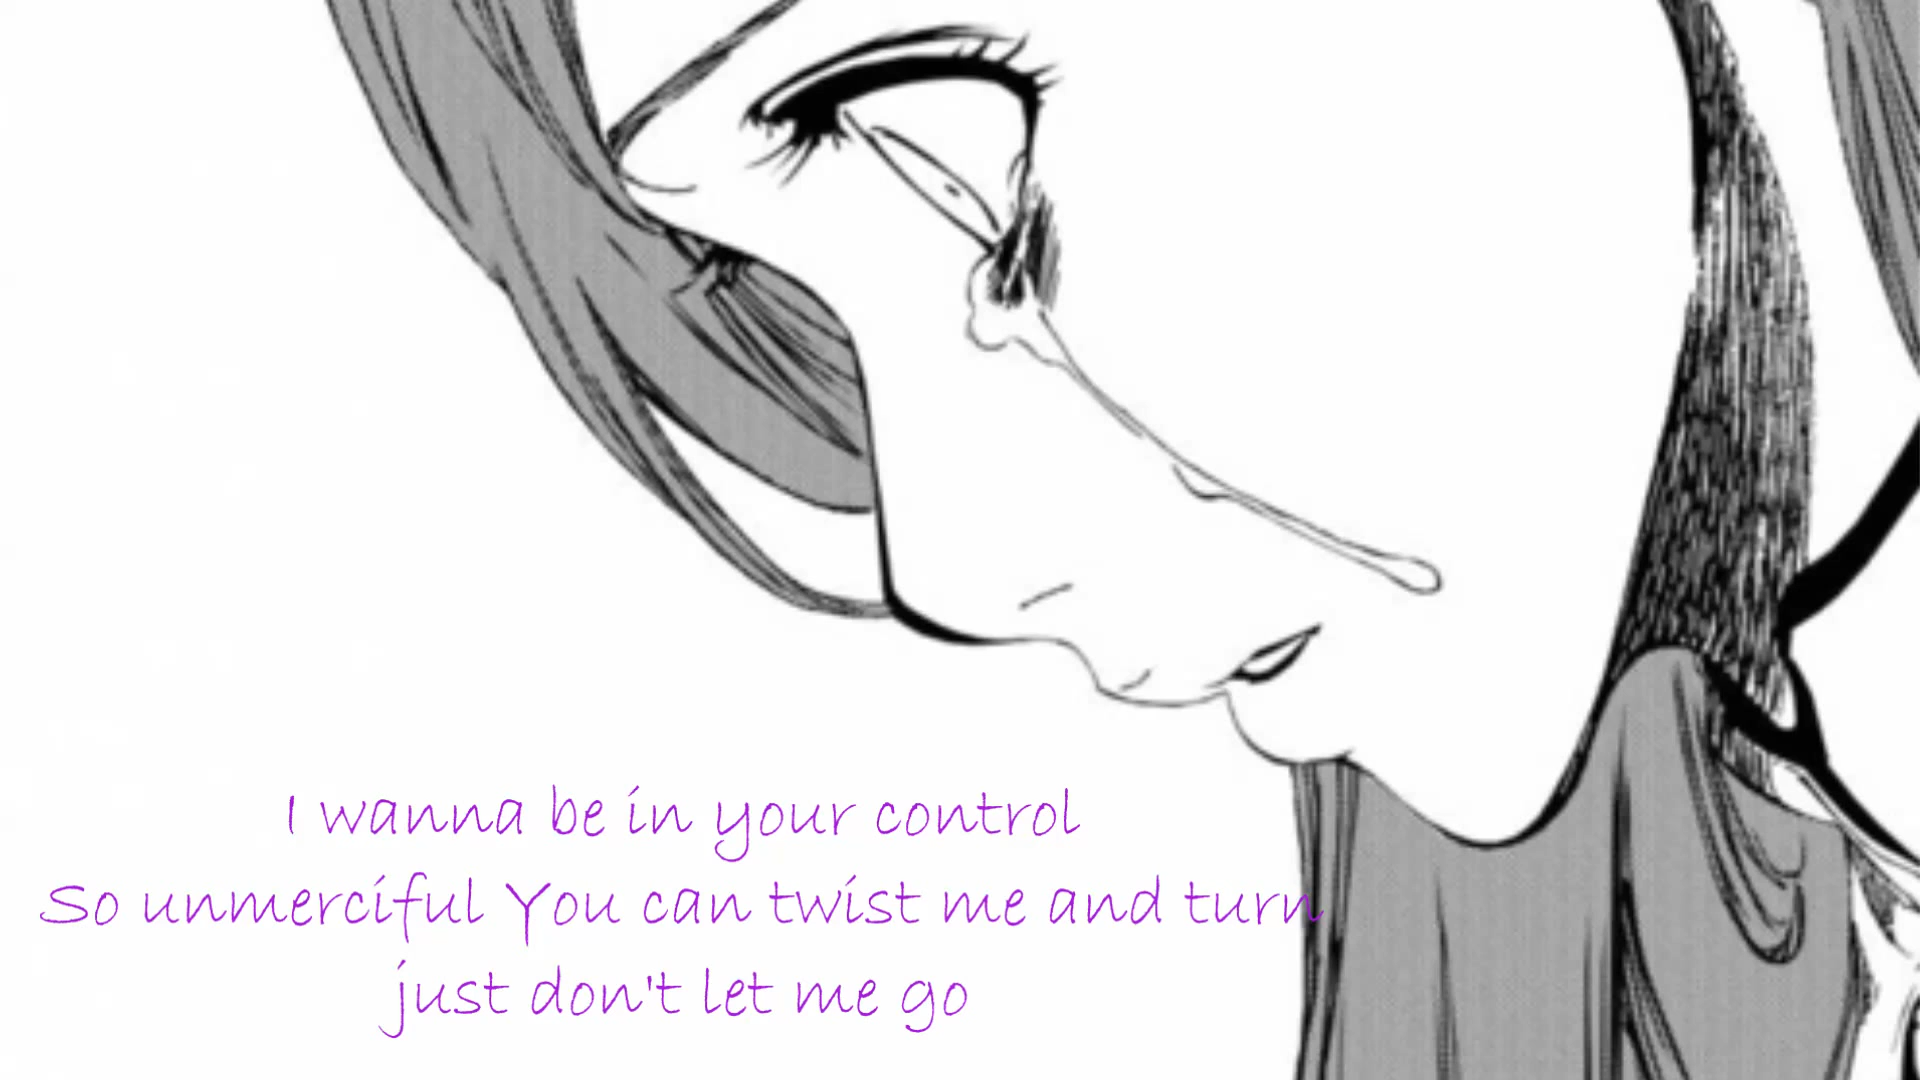 I wanna be in your control
So unmerciful You can twist me and turn
just don't let me go